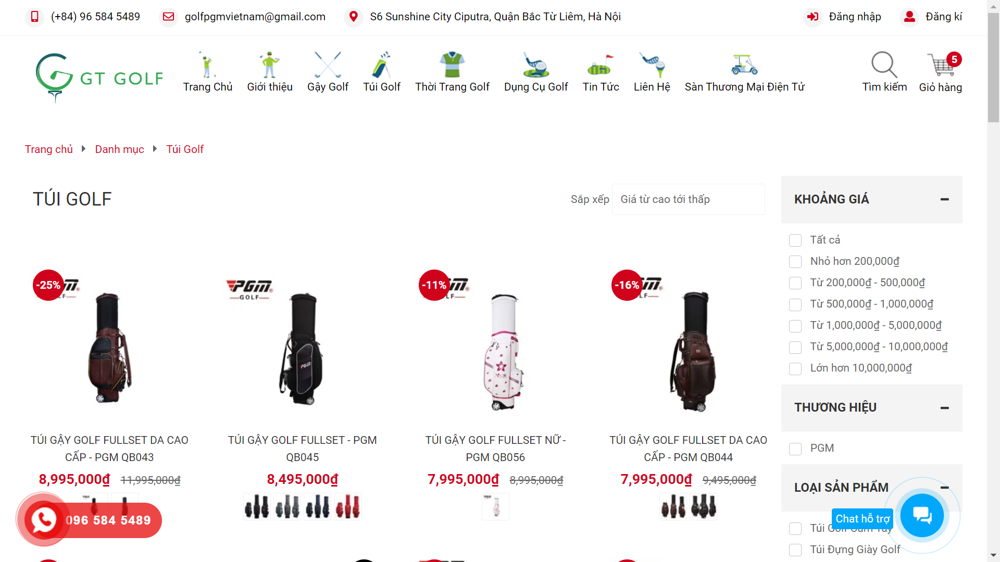 (+84) 96 584 5489
golfpgmvietnam@gmail.com
S6 Sunshine City Ciputra, Quận Bắc Từ Liêm, Hà Nội
Đăng nhập
Đăng kí
GT GOLF
Trang Chủ
Giới thiệu
Gậy Golf
Túi Golf
Thời Trang Golf
Dụng Cụ Golf
Tin Tức
Liên Hệ
Sàn Thương Mại Điện Tử
Tìm kiếm
5
Giỏ hàng
Trang chủ
Danh mục
Túi Golf
TÚI GOLF
Sắp xếp
Giá từ cao tới thấp
-25%
PGM
GOLF
-11%
-16%
PGM
NSR
TÚI GẬY GOLF FULLSET DA CAO
CẤP - PGM QB043
8,995,000₫ 11,995,000₫
TÚI GẬY GOLF FULLSET - PGM
QB045
8,495,000₫
TÚI GẬY GOLF FULLSET NỮ -
PGM QB056
7,995,000₫ 8,995,000₫
TÚI GẬY GOLF FULLSET DA CAO
CẤP - PGM QB044
7,995,000₫ 9,495,000₫
096 584 5489
KHOẢNG GIÁ
Tất cả
Nhỏ hơn 200,000₫
Từ 200,000₫ - 500,000₫
Từ 500,000₫ - 1,000,000₫
Từ 1,000,000₫ - 5,000,000₫
Từ 5,000,000₫ - 10,000,000₫
Lớn hơn 10,000,000₫
THƯƠNG HIỆU
PGM
LOẠI SẢN PHẨM
Chat hỗ trợ
Túi Golf Cầm Tay
Túi Đựng Giày Golf